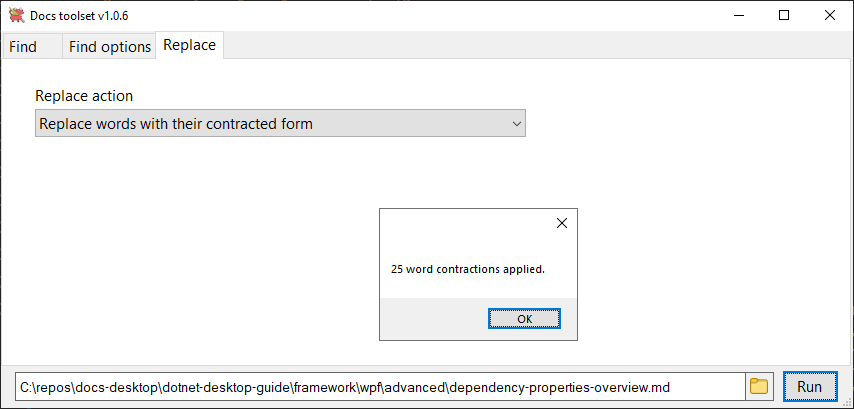 Docs toolset v1.0.6
Find Find options Replace
Replace action
Replace words with their contracted form
25 word contractions applied.
OK
C:\repos\docs-desktop\dotnet-desktop-guide\framework\wpf\advanced\dependency-properties-overview.md
Run